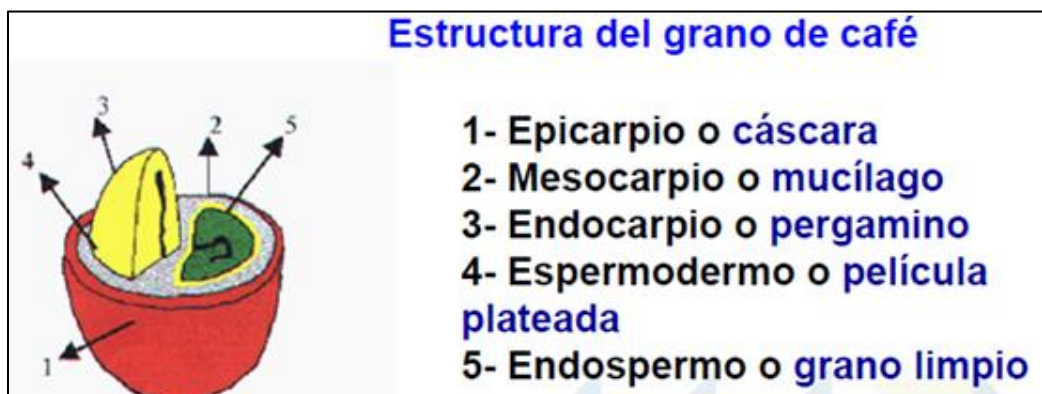 Estructura del grano de café
3
2
5
4
1
1- Epicarpio o cáscara
2- Mesocarpio o mucílago
3- Endocarpio o pergamino
4- Espermodermo o película
plateada
5- Endospermo o grano limpio